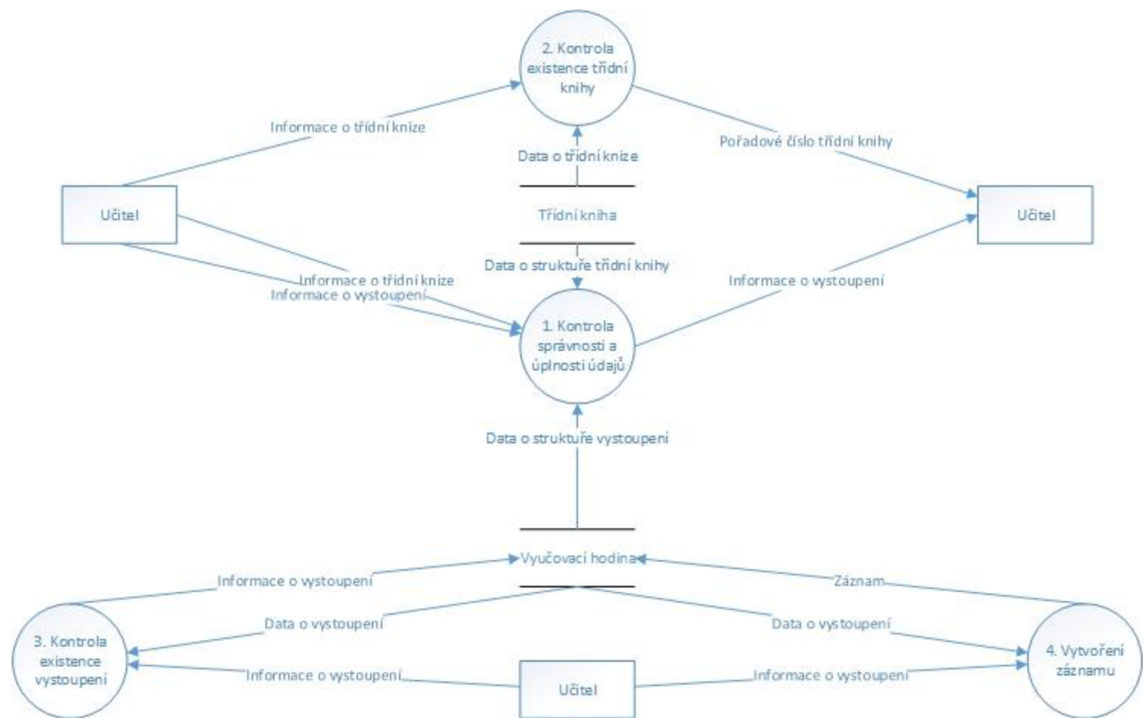 2. Kontrola
existence třídní
knihy
Informace o třídní knize
Pořadové číslo třídní knihy
Data o třídní knize
Učitel
Třídní kniha
Učitel
Data o struktuře třídní knihy
Informace o třídní knize
Informace o vystoupení
Informace o vystoupení
1. Kontrola
správnosti a
úplnosti údajů
Data o struktuře vystoupení
Vyučovací hodina
Informace o vystoupení
Záznam
Data o vystoupení
Data o vystoupení
3. Kontrola
existence
vystoupení
4. Vytvoření
záznamu
Informace o vystoupení
Informace o vystoupení
Učitel